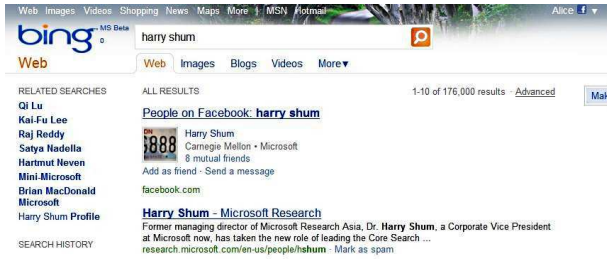 Web Images Videos Shopping News Maps More | MSN Hotmail
Alice
bing MS Beta
harry shum
Web
Web Images Blogs Videos More▾
RELATED SEARCHES
Qi Lu
Kai-Fu Lee
Raj Reddy
Satya Nadella
Hartmut Neven
Mini-Microsoft
Brian MacDonald
Microsoft
Harry Shum Profile
SEARCH HISTORY
ALL RESULTS
1-10 of 176,000 results · Advanced
People on Facebook: harry shum
Harry Shum
Carnegie Mellon • Microsoft
8 mutual friends
Add as friend · Send a message
facebook.com
Harry Shum - Microsoft Research
Former managing director of Microsoft Research Asia, Dr. Harry Shum, a Corporate Vice President
at Microsoft now, has taken the new role of leading the Core Search ...
research.microsoft.com/en-us/people/hshum · Mark as spam